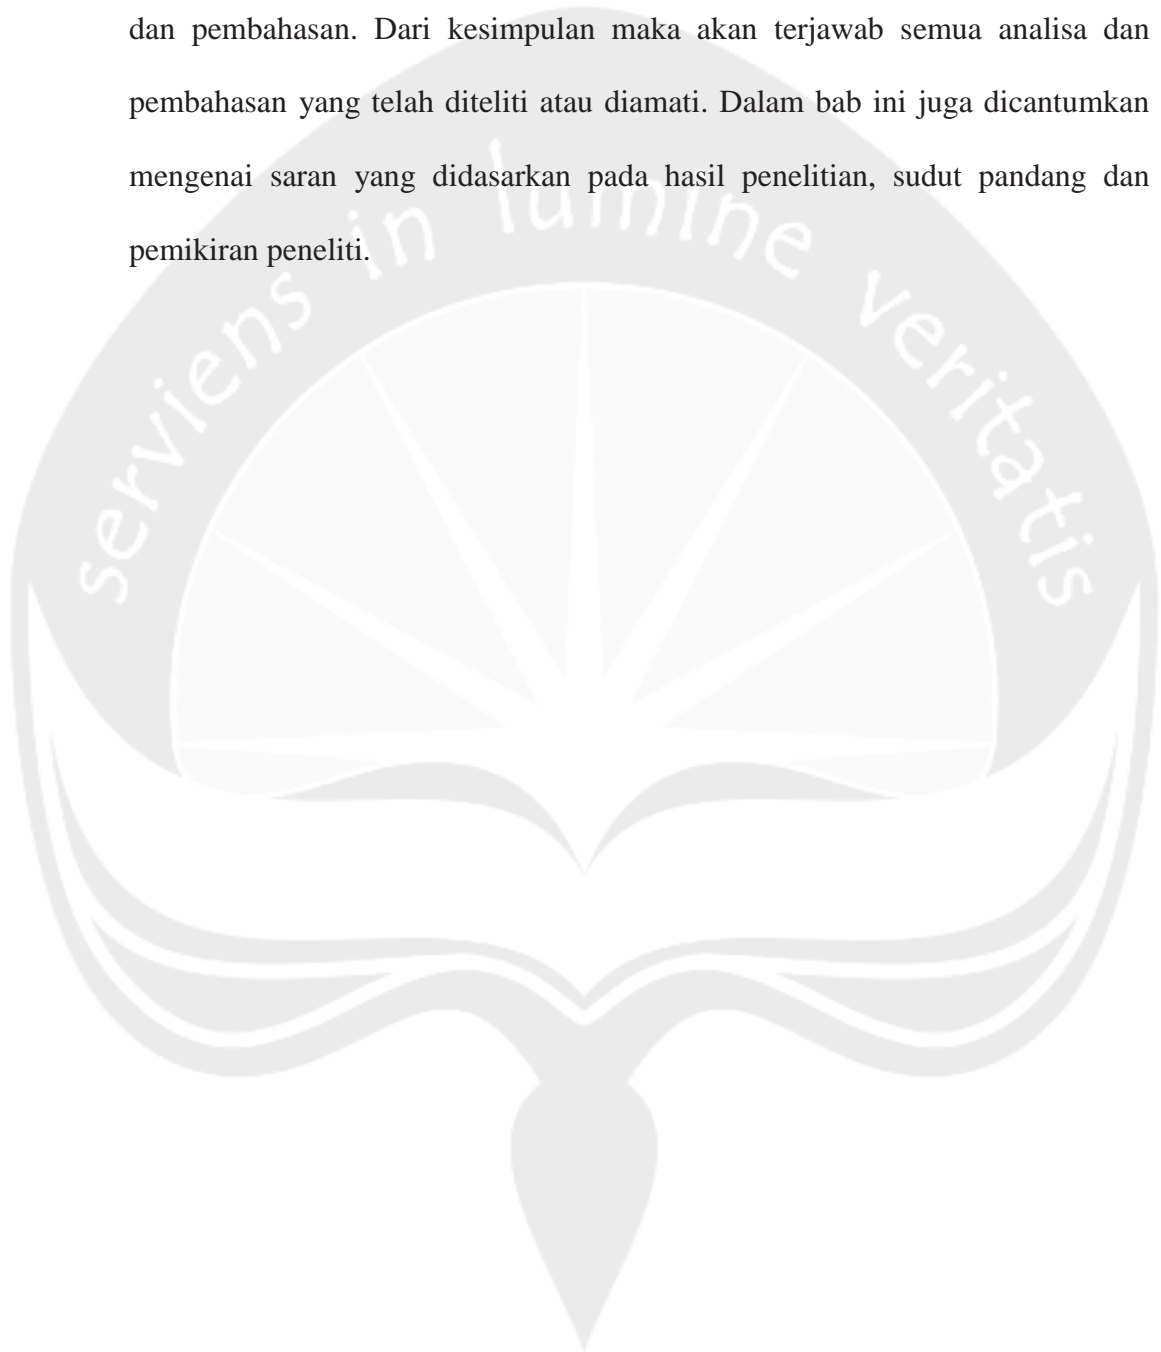 dan pembahasan. Dari kesimpulan maka akan terjawab semua analisa dan
pembahasan yang telah diteliti atau diamati. Dalam bab ini juga dicantumkan
mengenai saran yang didasarkan pada hasil penelitian, sudut pandang dan
pemikiran peneliti.
serviens in lumine veritatis